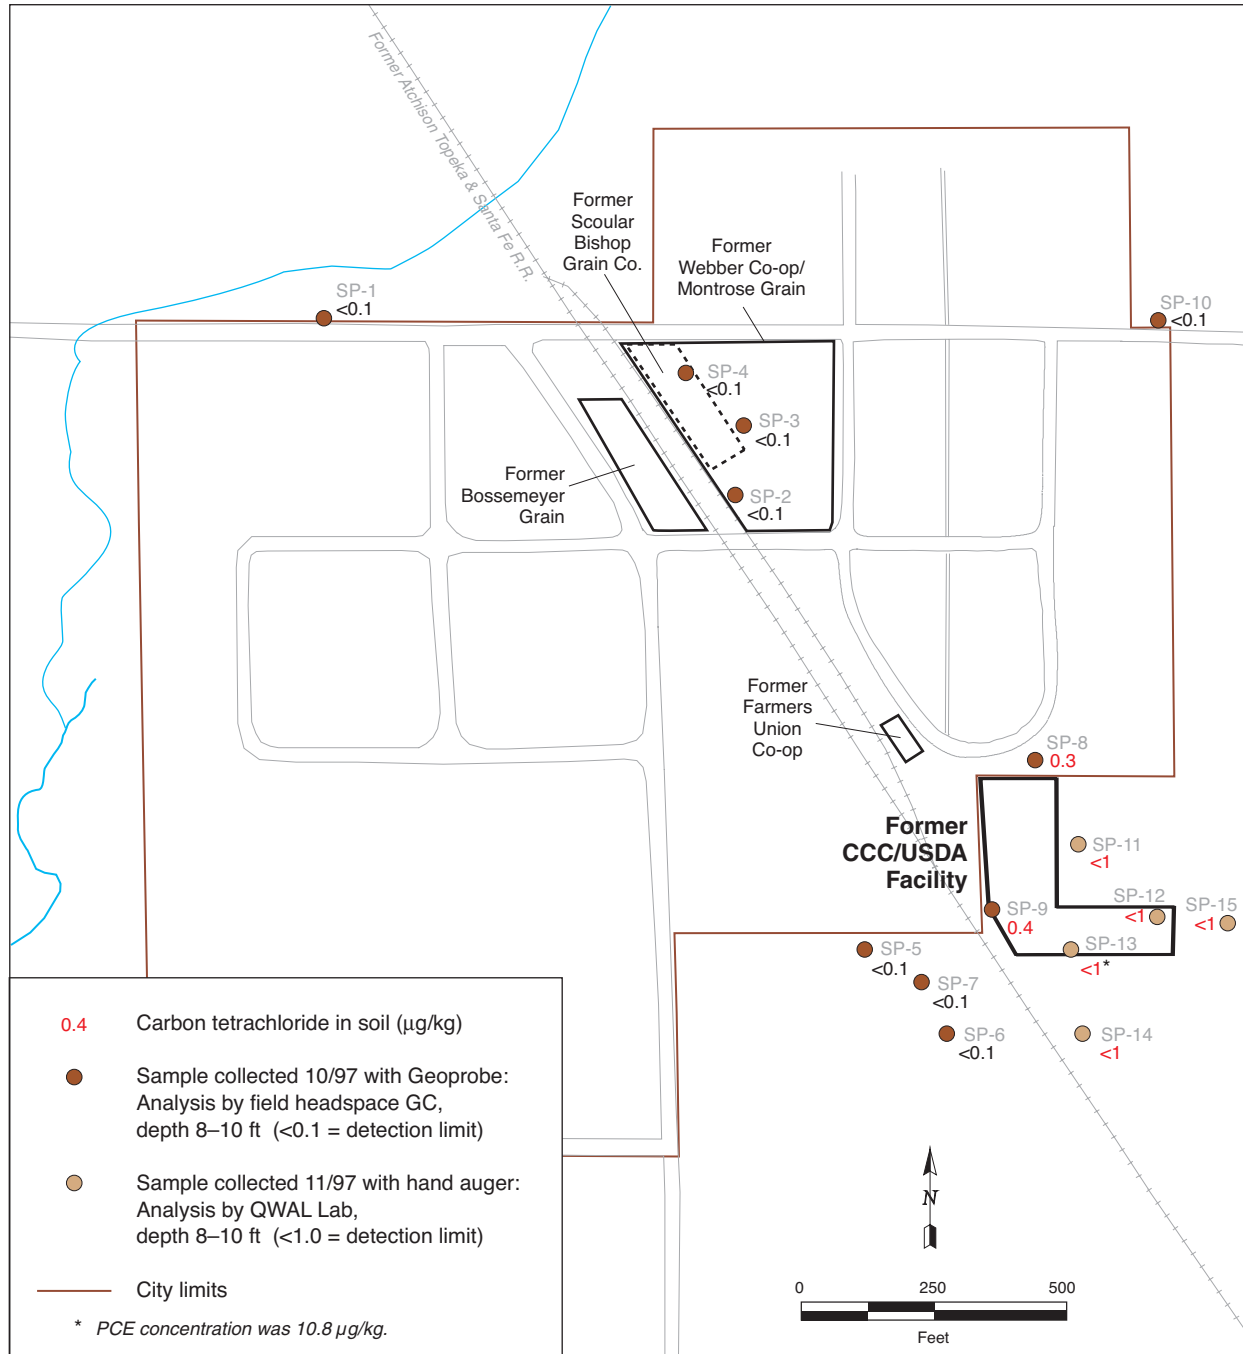 Former Atchison Topeka & Santa Fe R.R.
Former
Scoular
Bishop
Grain Co.
Former
Webber Co-op/
Montrose Grain
SP-1
<0.1
SP-10
<0.1
SP-4
<0.1
SP-3
<0.1
Former
Bossemeyer
Grain
SP-2
<0.1
Former
Farmers
Union
Co-op
SP-8
0.3
Former
CCC/USDA
Facility
SP-11
<1
SP-12
<1
SP-15
<1
SP-9
0.4
SP-13
<1*
SP-5
<0.1
SP-7
<0.1
SP-6
<0.1
SP-14
<1
0.4 Carbon tetrachloride in soil (µg/kg)
Sample collected 10/97 with Geoprobe:
Analysis by field headspace GC,
depth 8–10 ft (<0.1 = detection limit)
Sample collected 11/97 with hand auger:
Analysis by QWAL Lab,
depth 8–10 ft (<1.0 = detection limit)
City limits
* PCE concentration was 10.8 µg/kg.
N
0 250 500
Feet